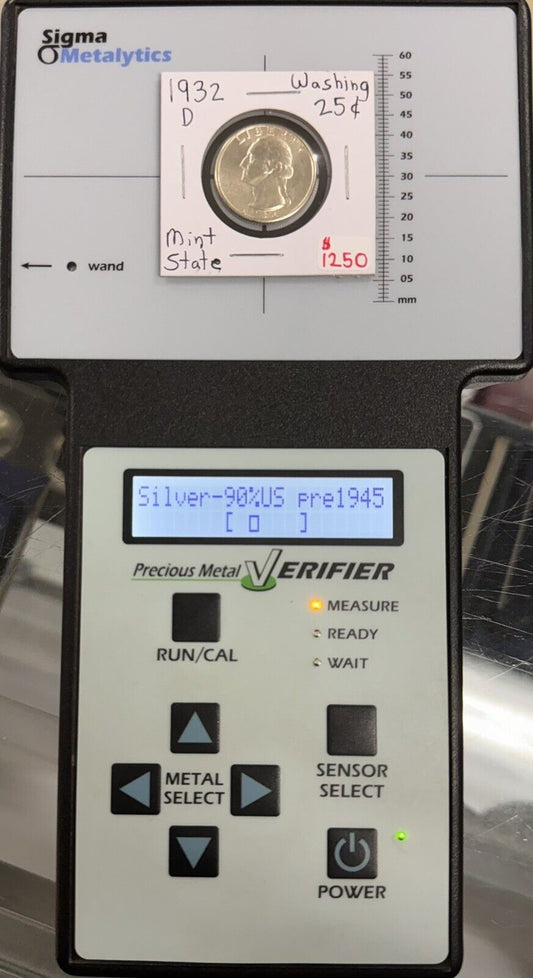 Sigma
Metalytics
1932
D
Washing
25¢
LIBERTY
Mint
State
$
1250
wand
60
55
50
45
40
35
30
25
20
15
10
05
mm
Silver-90%US pre1945
[ □ ]
Precious Metal VERIFIER
RUN/CAL
MEASURE
READY
WAIT
METAL
SELECT
SENSOR
SELECT
POWER